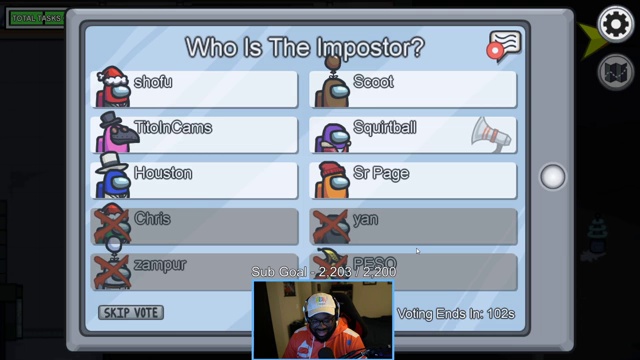 TOTAL TASKS
Who Is The Impostor?
shofu
Scoot
TitoInCams
Squirtball
Houston
Sr Page
Chris
yan
zampur
PESO
Sub Goal - 2,203 / 2,200
SKIP VOTE
Voting Ends In: 102s